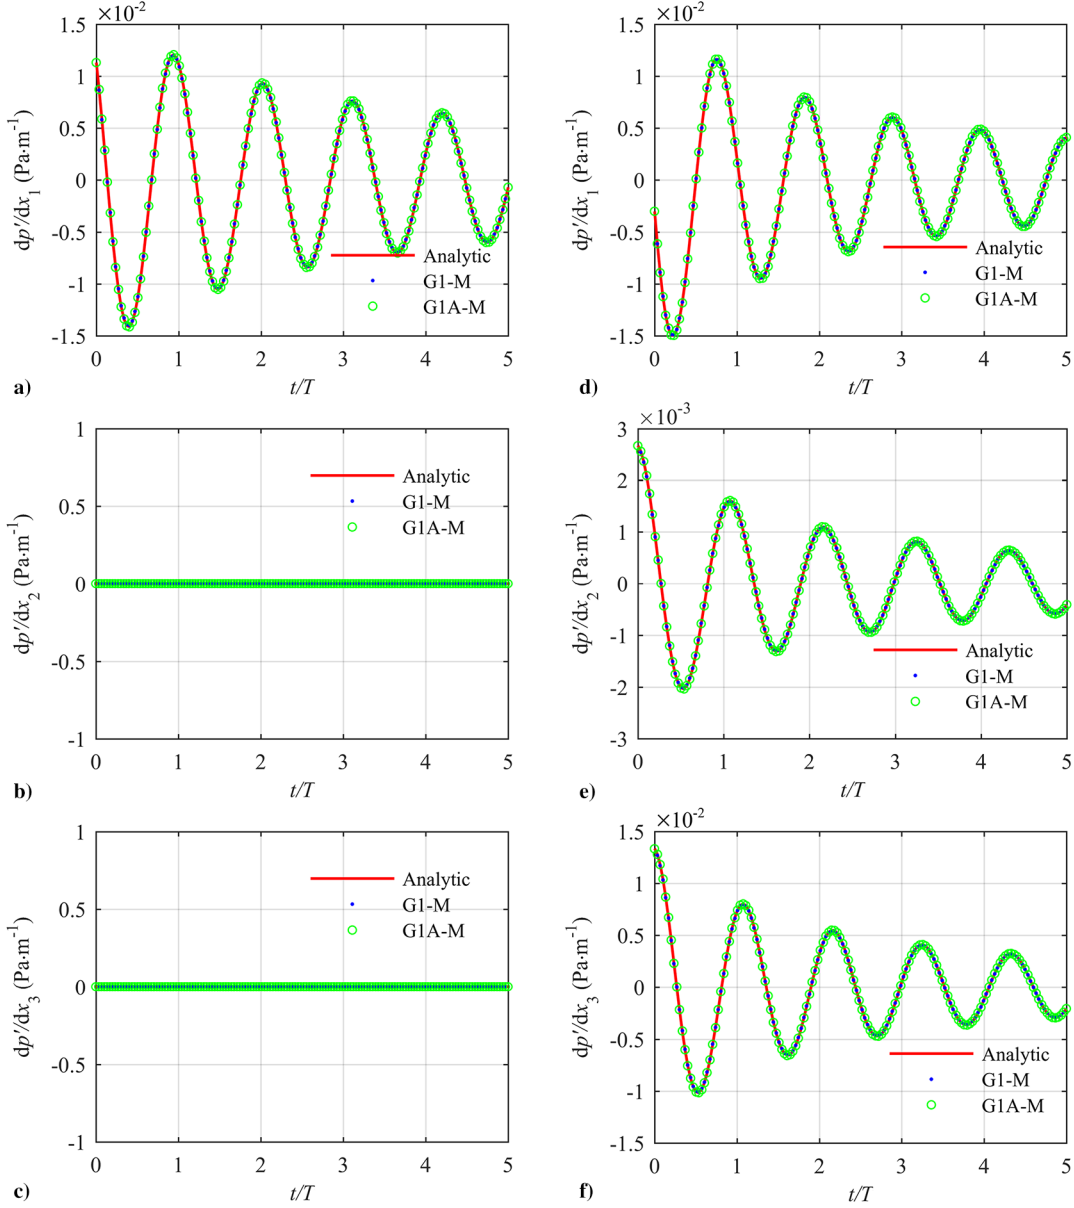 ×10⁻²
1.5
1
0.5
0
-0.5
-1
-1.5
dp′/dx₁ (Pa·m⁻¹)
Analytic
G1-M
G1A-M
0 1 2 3 4 5
t/T
a)
×10⁻²
1.5
1
0.5
0
-0.5
-1
-1.5
dp′/dx₁ (Pa·m⁻¹)
Analytic
G1-M
G1A-M
0 1 2 3 4 5
t/T
d)
1
0.5
0
-0.5
-1
dp′/dx₂ (Pa·m⁻¹)
Analytic
G1-M
G1A-M
0 1 2 3 4 5
t/T
b)
×10⁻³
3
2
1
0
-1
-2
-3
dp′/dx₂ (Pa·m⁻¹)
Analytic
G1-M
G1A-M
0 1 2 3 4 5
t/T
e)
1
0.5
0
-0.5
-1
dp′/dx₃ (Pa·m⁻¹)
Analytic
G1-M
G1A-M
0 1 2 3 4 5
t/T
c)
×10⁻²
1.5
1
0.5
0
-0.5
-1
-1.5
dp′/dx₃ (Pa·m⁻¹)
Analytic
G1-M
G1A-M
0 1 2 3 4 5
t/T
f)